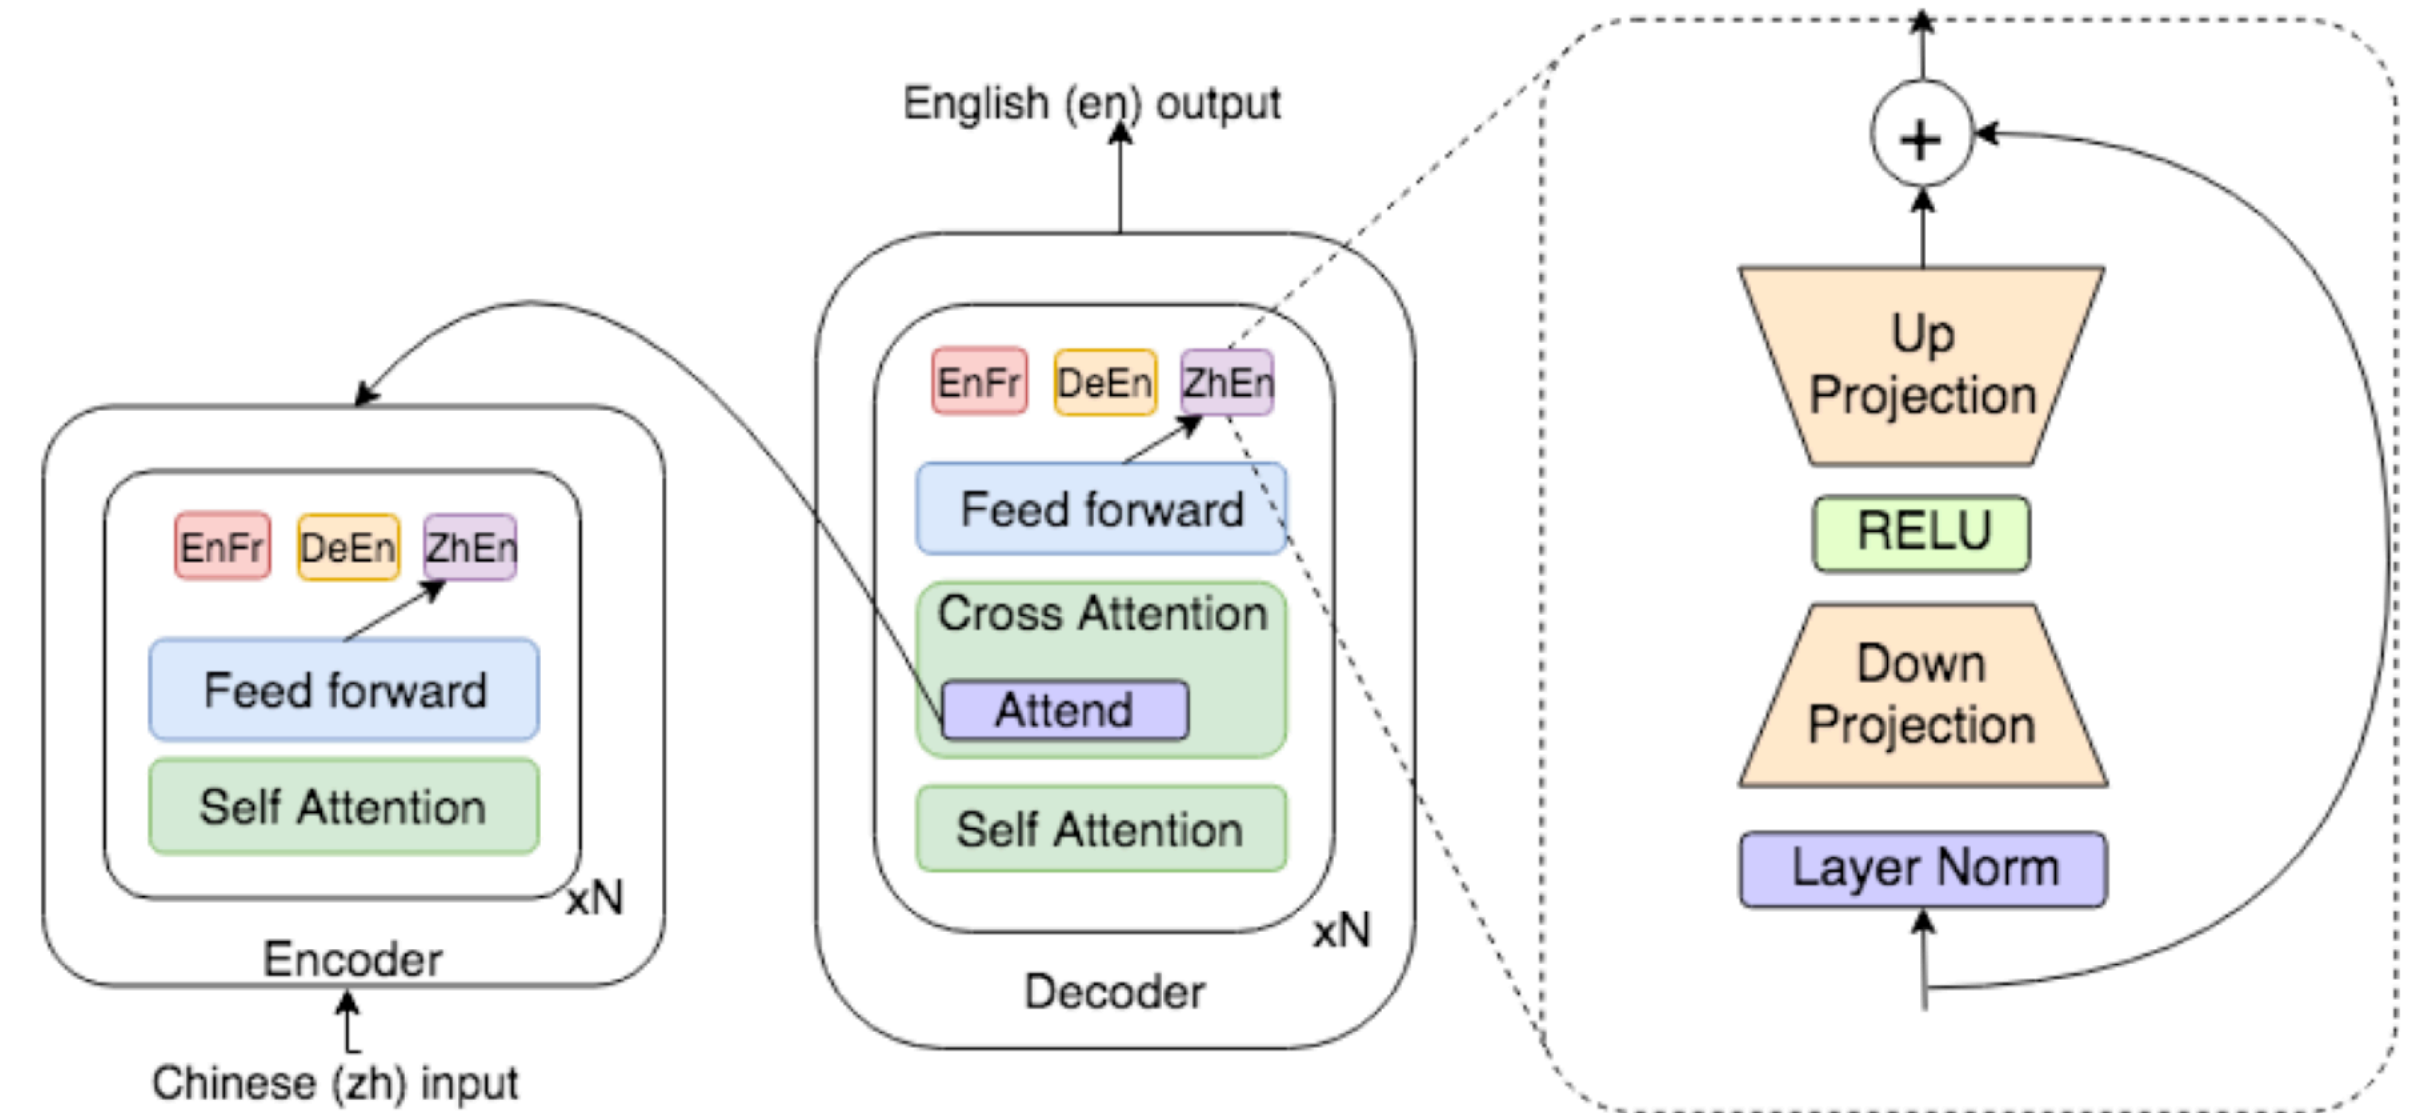 English (en) output
EnFr DeEn ZhEn
Feed forward
Cross Attention
Attend
Self Attention
xN
Decoder
EnFr DeEn ZhEn
Feed forward
Self Attention
xN
Encoder
Chinese (zh) input
+
Up
Projection
RELU
Down
Projection
Layer Norm